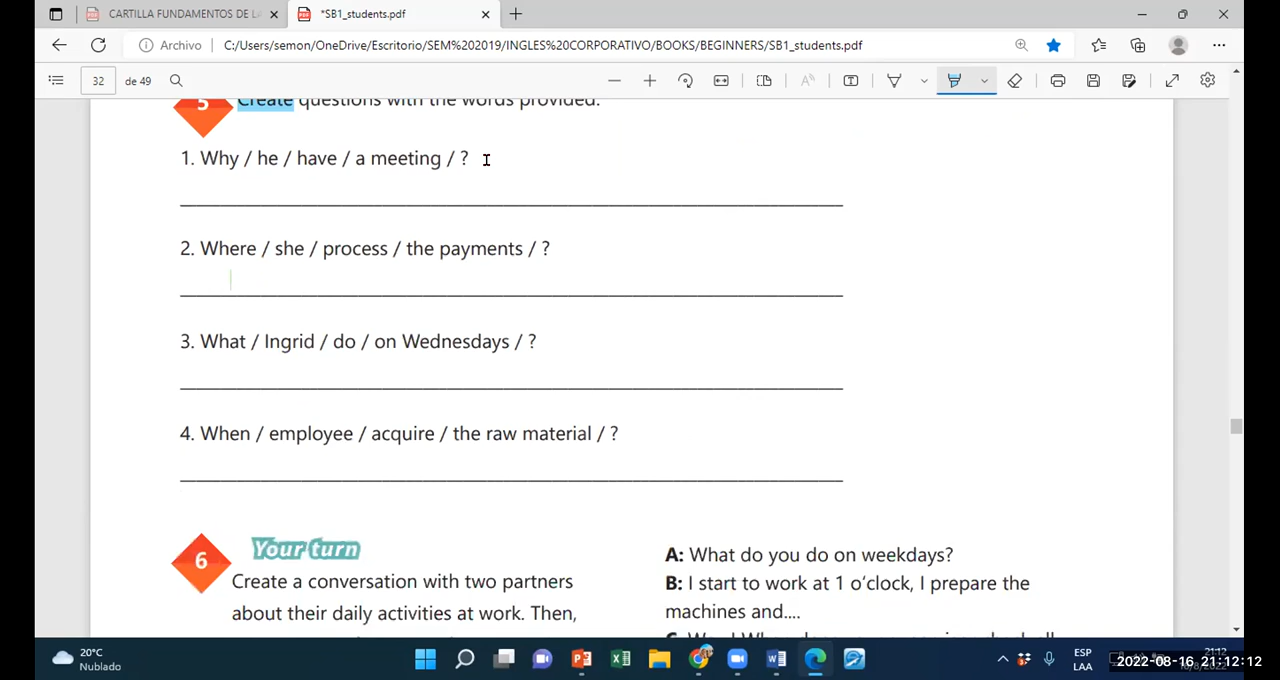 CARTILLA FUNDAMENTOS DE L
*SB1_students.pdf
Archivo
C:/Users/semon/OneDrive/Escritorio/SEM%202019/INGLES%20CORPORATIVO/BOOKS/BEGINNERS/SB1_students.pdf
32
de 49
5
Create questions with the words provided.
1. Why / he / have / a meeting / ?
2. Where / she / process / the payments / ?
3. What / Ingrid / do / on Wednesdays / ?
4. When / employee / acquire / the raw material / ?
6
Your turn
Create a conversation with two partners
about their daily activities at work. Then,
A: What do you do on weekdays?
B: I start to work at 1 o‘clock, I prepare the
machines and....
20°C
Nublado
ESP
LAA
21:12
2022-08-16 21:12:12